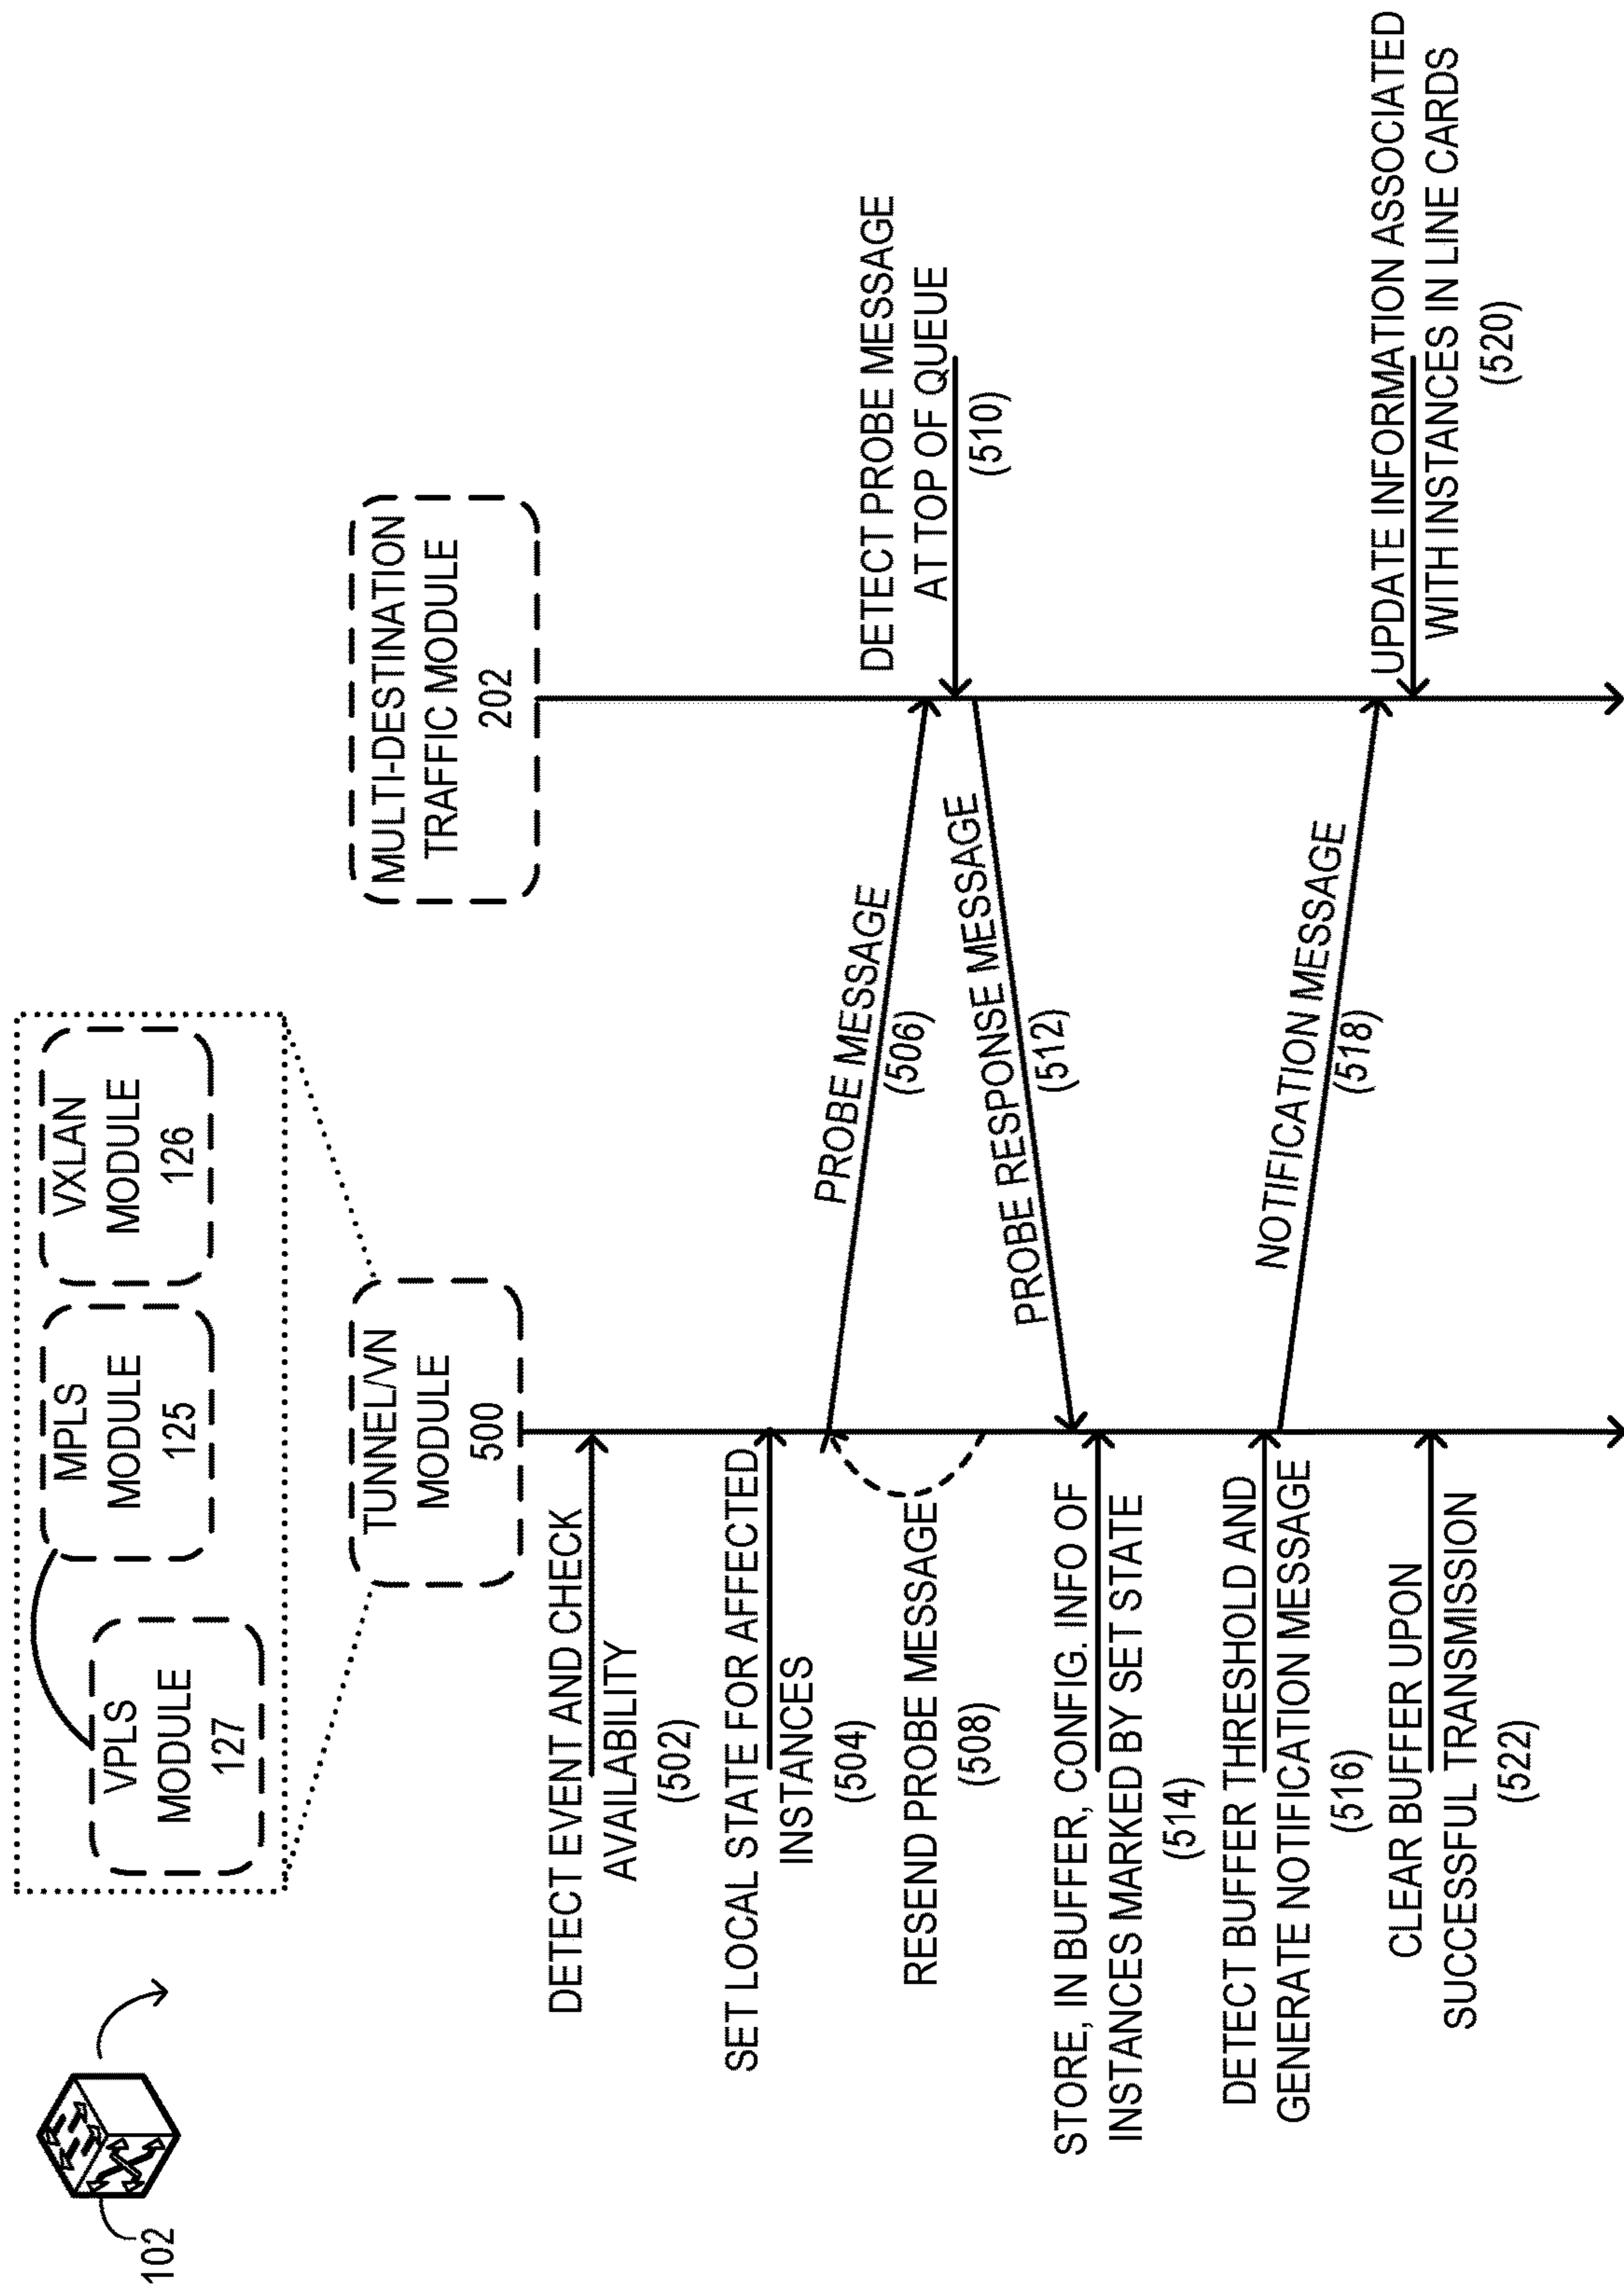 102
VPLS
MODULE
127
MPLS
MODULE
125
VXLAN
MODULE
126
TUNNEL/VN
MODULE
500
MULTI-DESTINATION
TRAFFIC MODULE
202
DETECT EVENT AND CHECK
AVAILABILITY
(502)
SET LOCAL STATE FOR AFFECTED
INSTANCES
(504)
PROBE MESSAGE
(506)
RESEND PROBE MESSAGE
(508)
DETECT PROBE MESSAGE
AT TOP OF QUEUE
(510)
PROBE RESPONSE MESSAGE
(512)
STORE, IN BUFFER, CONFIG. INFO OF
INSTANCES MARKED BY SET STATE
(514)
DETECT BUFFER THRESHOLD AND
GENERATE NOTIFICATION MESSAGE
(516)
NOTIFICATION MESSAGE
(518)
UPDATE INFORMATION ASSOCIATED
WITH INSTANCES IN LINE CARDS
(520)
CLEAR BUFFER UPON
SUCCESSFUL TRANSMISSION
(522)